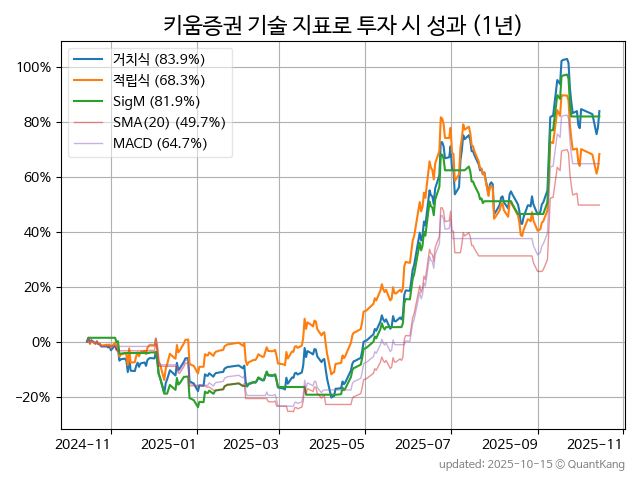 키움증권 기술 지표로 투자 시 성과 (1년)
거치식 (83.9%)
적립식 (68.3%)
SigM (81.9%)
SMA(20) (49.7%)
MACD (64.7%)
100%
80%
60%
40%
20%
0%
−20%
2024-11 2025-01 2025-03 2025-05 2025-07 2025-09 2025-11
updated: 2025-10-15 © QuantKang